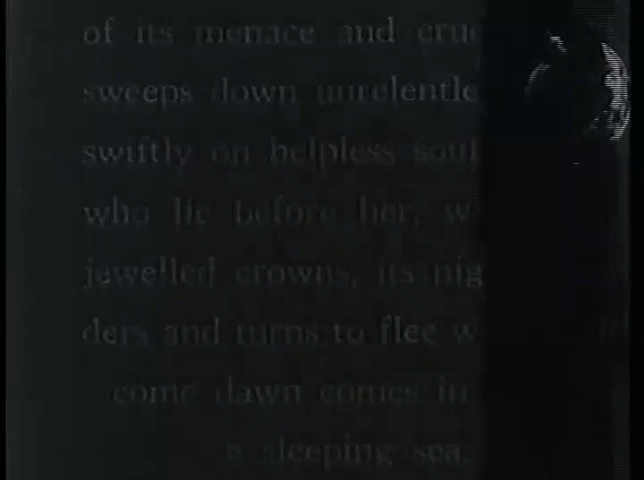 of its menace and cru
sweeps down unrelentle
swiftly on helpless soul
who lie before her, w
jewelled crowns, its nig
ders and turns to flee w
come dawn comes in
e sleeping sea.